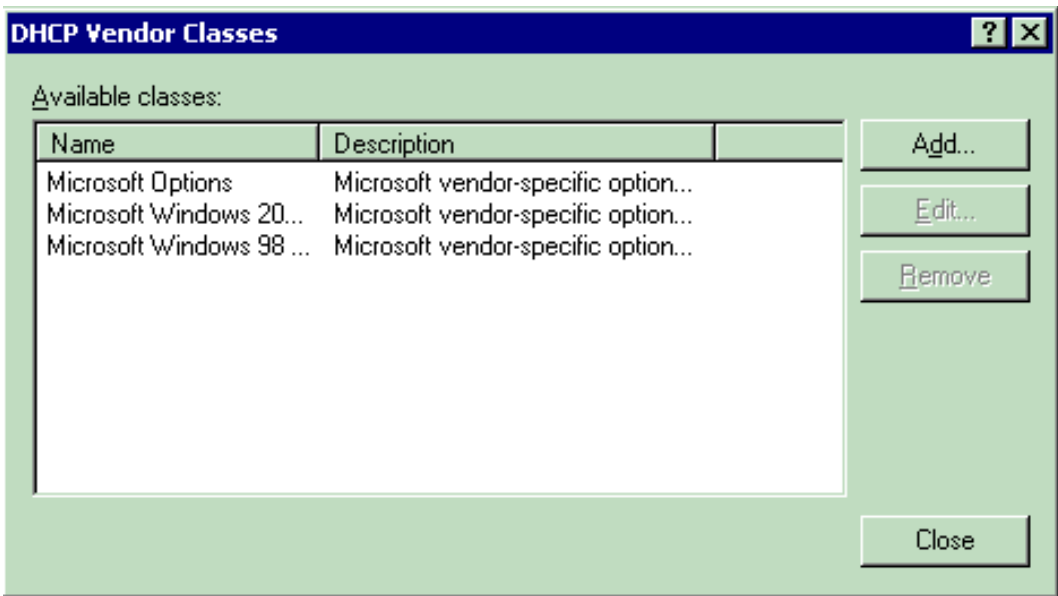 DHCP Vendor Classes
Available classes:
Name Description
Microsoft Options Microsoft vendor-specific option...
Microsoft Windows 20... Microsoft vendor-specific option...
Microsoft Windows 98 ... Microsoft vendor-specific option...
Add...
Edit...
Remove
Close